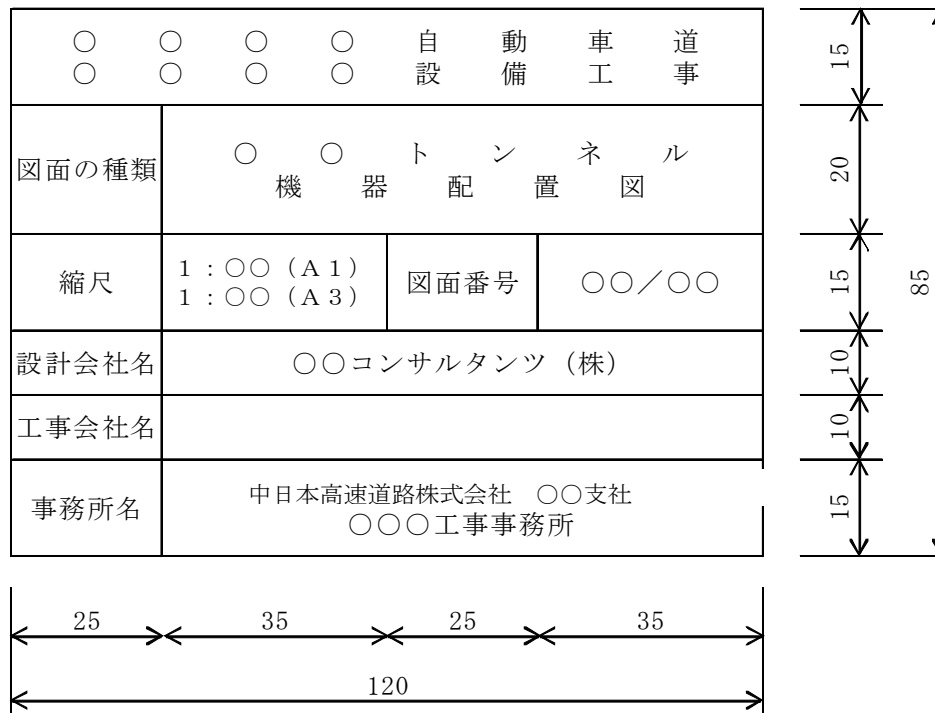 ○ ○ ○ ○ 自 動 車 道
○ ○ ○ ○ 設 備 工 事
15
図面の種類
○ ○ ト ン ネ ル
機 器 配 置 図
20
縮尺
1：○○（A1）
1：○○（A3）
図面番号
○○／○○
15
85
設計会社名
○○コンサルタンツ（株）
10
工事会社名
10
事務所名
中日本高速道路株式会社　○○支社
○○○工事事務所
15
25 35 25 35
120